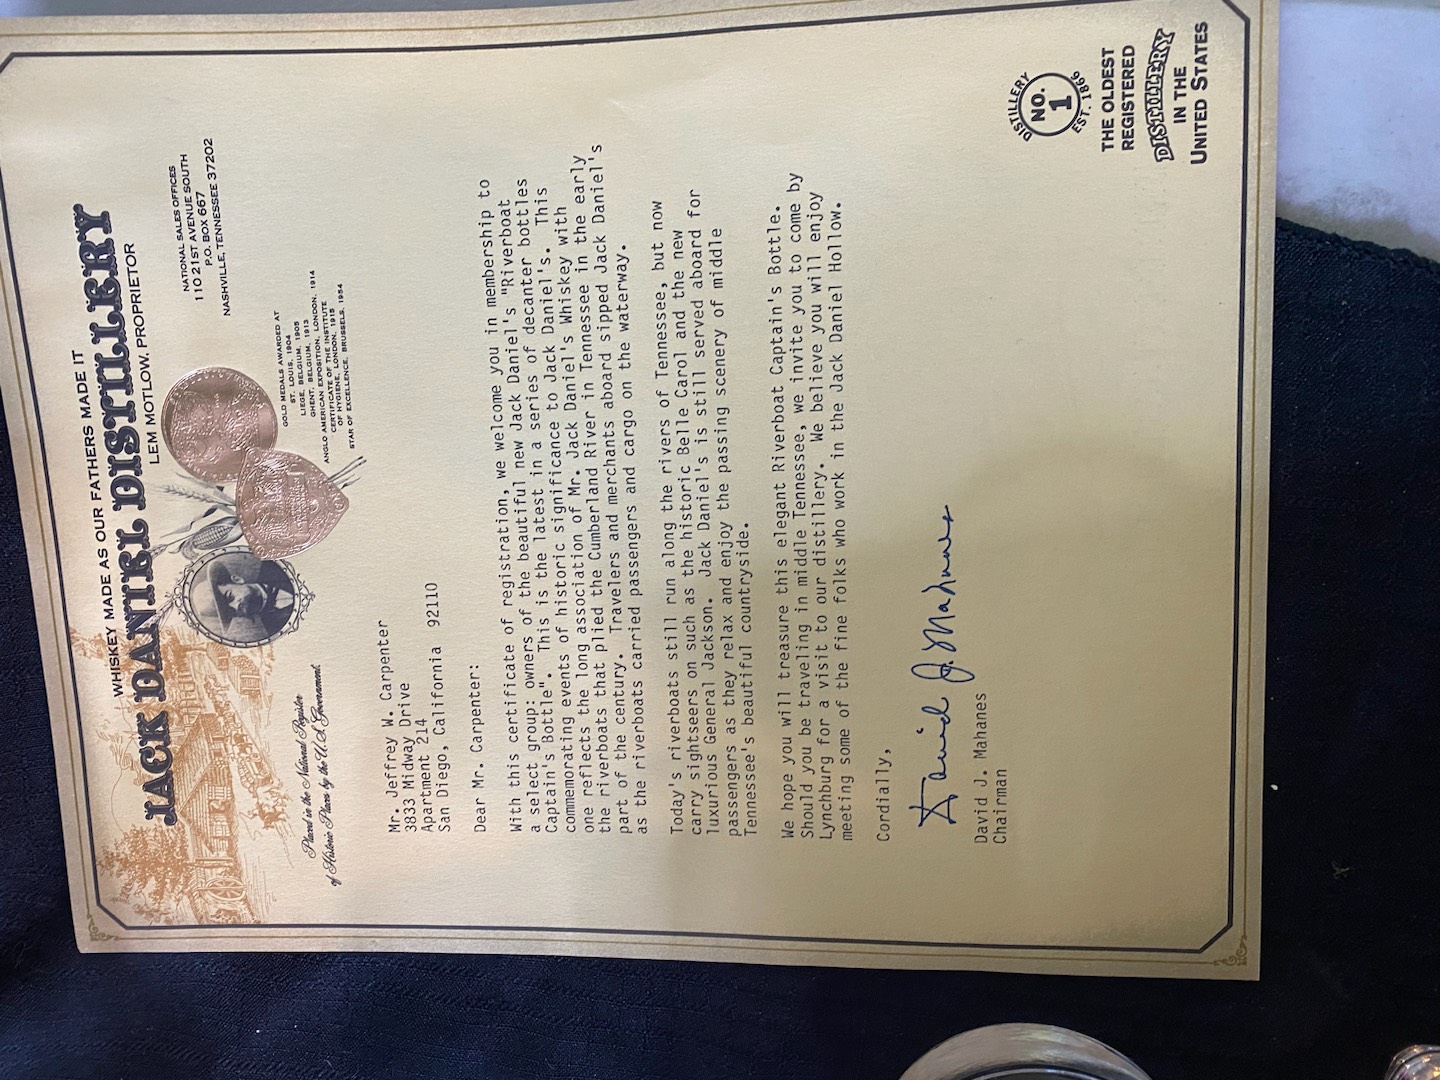 WHISKEY MADE AS OUR FATHERS MADE IT
JACK DANIEL DISTILLERY
LEM MOTLOW, PROPRIETOR
NATIONAL SALES OFFICES
110 21ST AVENUE SOUTH
P.O. BOX 667
NASHVILLE, TENNESSEE 37202
Placed in the National Register
of Historic Places by the U.S. Government.
GOLD MEDALS AWARDED AT
ST. LOUIS, 1904
LIEGE, BELGIUM, 1905
GHENT, BELGIUM, 1913
ANGLO AMERICAN EXPOSITION, LONDON, 1914
CERTIFICATE OF THE INSTITUTE
OF HYGIENE, LONDON, 1915
STAR OF EXCELLENCE, BRUSSELS, 1954
Mr. Jeffrey W. Carpenter
3833 Midway Drive
Apartment 214
San Diego, California 92110
Dear Mr. Carpenter:
With this certificate of registration, we welcome you in membership to
a select group: owners of the beautiful new Jack Daniel's "Riverboat
Captain's Bottle". This is the latest in a series of decanter bottles
commemorating events of historic significance to Jack Daniel's. This
one reflects the long association of Mr. Jack Daniel's Whiskey with
the riverboats that plied the Cumberland River in Tennessee in the early
part of the century. Travelers and merchants aboard sipped Jack Daniel's
as the riverboats carried passengers and cargo on the waterway.
Today's riverboats still run along the rivers of Tennessee, but now
carry sightseers on such as the historic Belle Carol and the new
luxurious General Jackson. Jack Daniel's is still served aboard for
passengers as they relax and enjoy the passing scenery of middle
Tennessee's beautiful countryside.
We hope you will treasure this elegant Riverboat Captain's Bottle.
Should you be traveling in middle Tennessee, we invite you to come by
Lynchburg for a visit to our distillery. We believe you will enjoy
meeting some of the fine folks who work in the Jack Daniel Hollow.
Cordially,
David J. Mahanes
David J. Mahanes
Chairman
DISTILLERY
NO.
1
EST. 1866
THE OLDEST
REGISTERED
DISTILLERY
IN THE
UNITED STATES